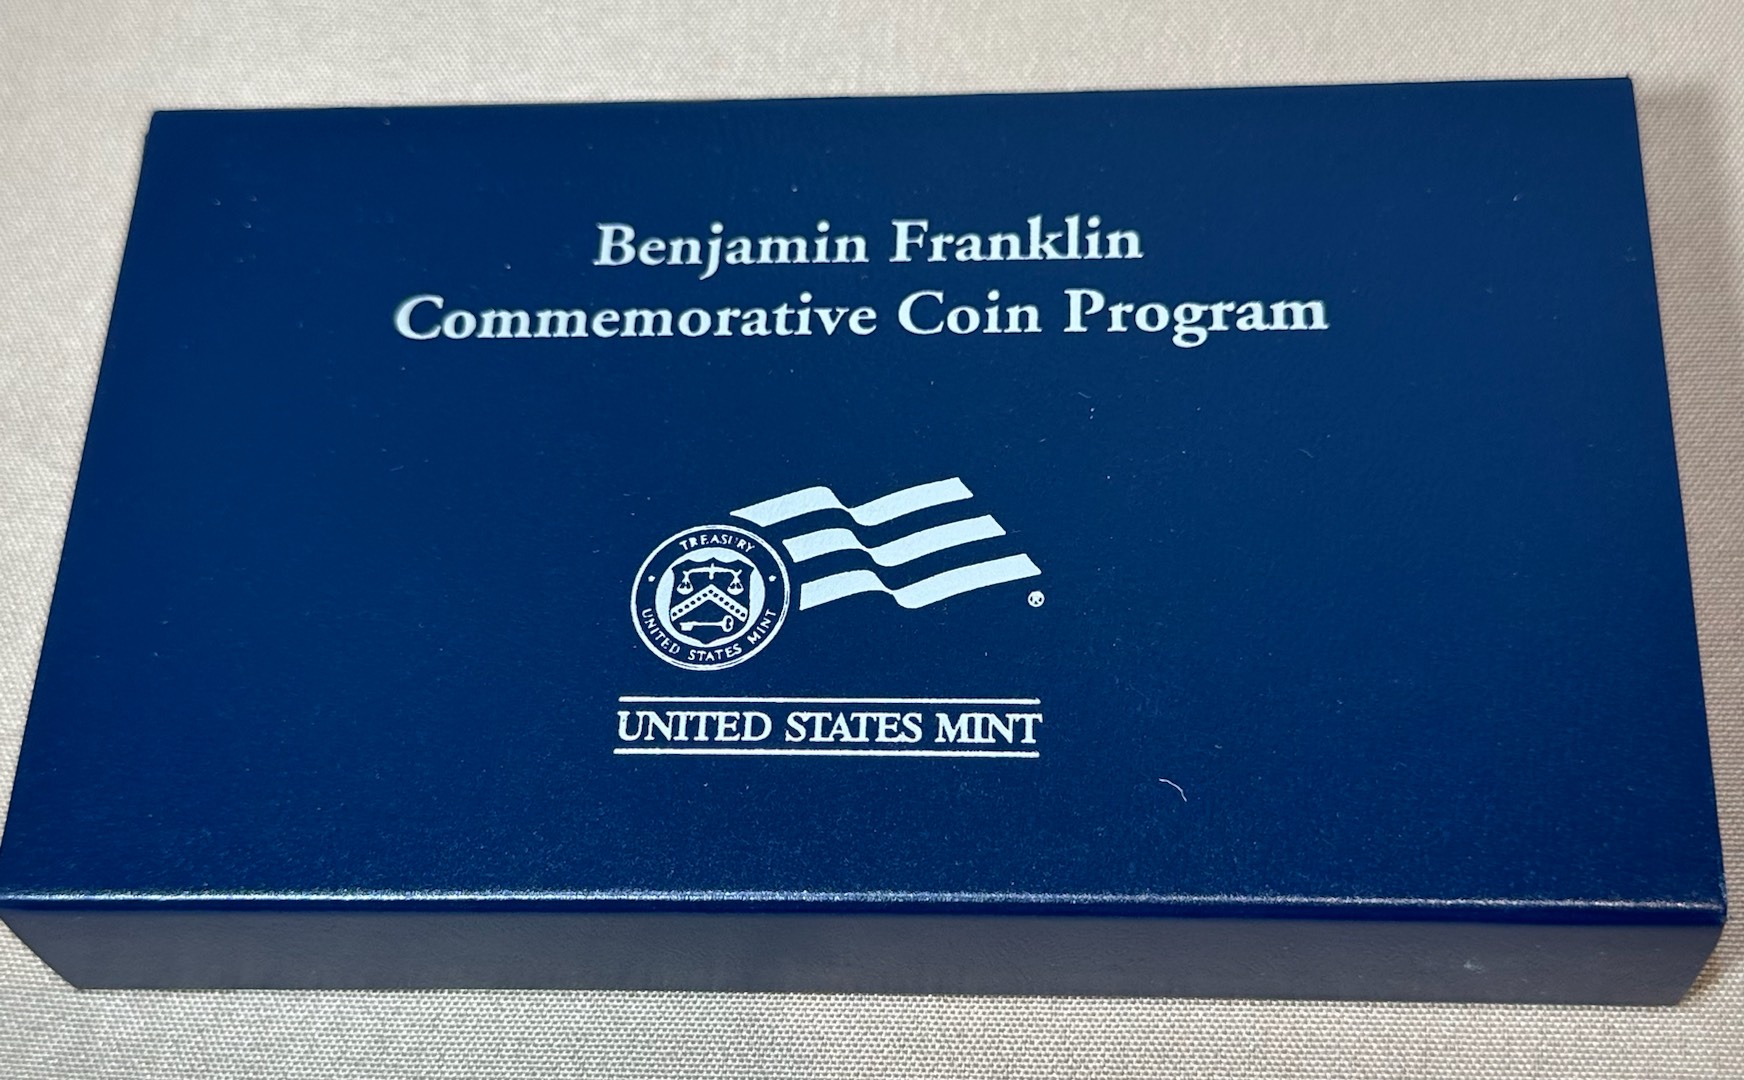 Benjamin Franklin
Commemorative Coin Program
TREASURY
UNITED STATES MINT
®
UNITED STATES MINT